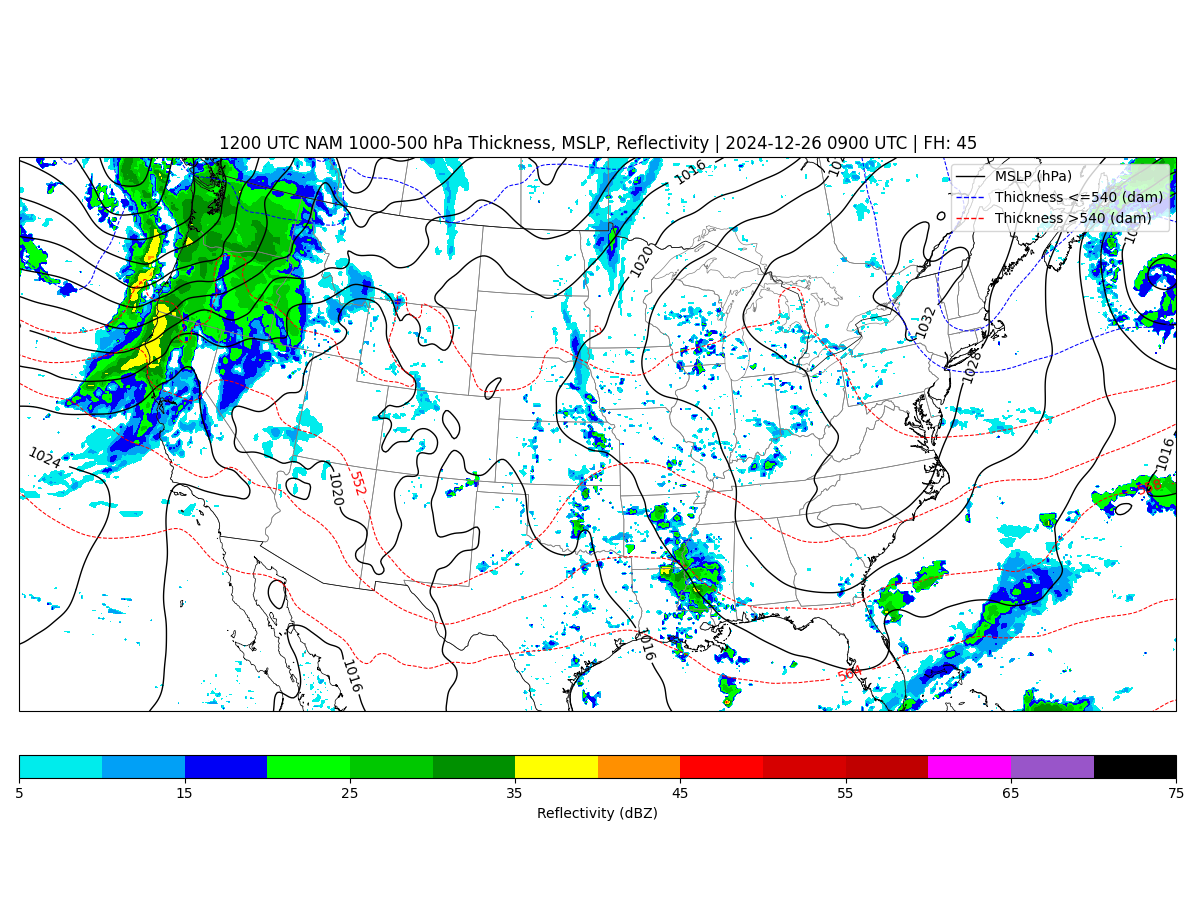 1200 UTC NAM 1000-500 hPa Thickness, MSLP, Reflectivity | 2024-12-26 0900 UTC | FH: 45
MSLP (hPa)
Thickness <=540 (dam)
Thickness >540 (dam)
1016
1020
1032
1028
1024
1020
552
1016
1016
1016
564
5 15 25 35 45 55 65 75
Reflectivity (dBZ)